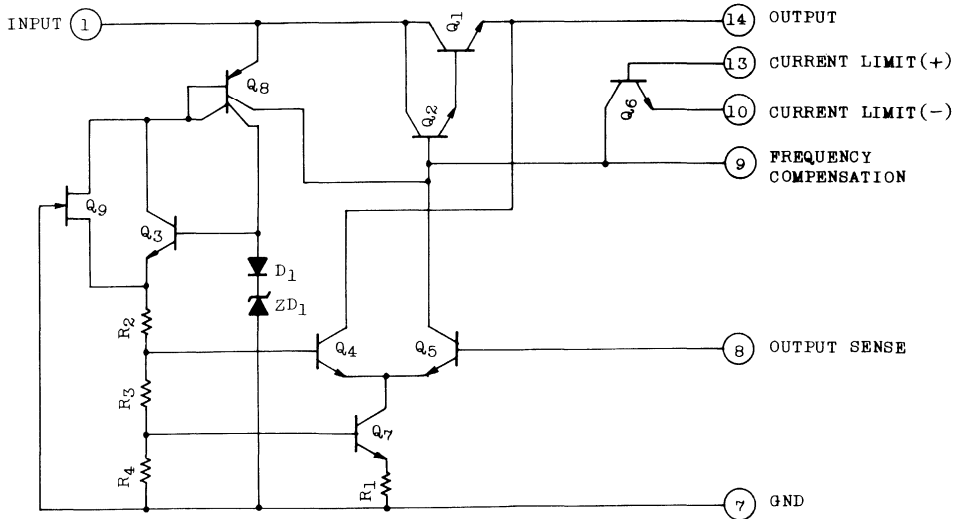 INPUT 1
Q1
14 OUTPUT
13 CURRENT LIMIT(+)
Q8
Q2
Q6
10 CURRENT LIMIT(-)
9 FREQUENCY
COMPENSATION
Q9
Q3
D1
ZD1
R2
Q4
Q5
8 OUTPUT SENSE
R3
Q7
R4
R1
7 GND